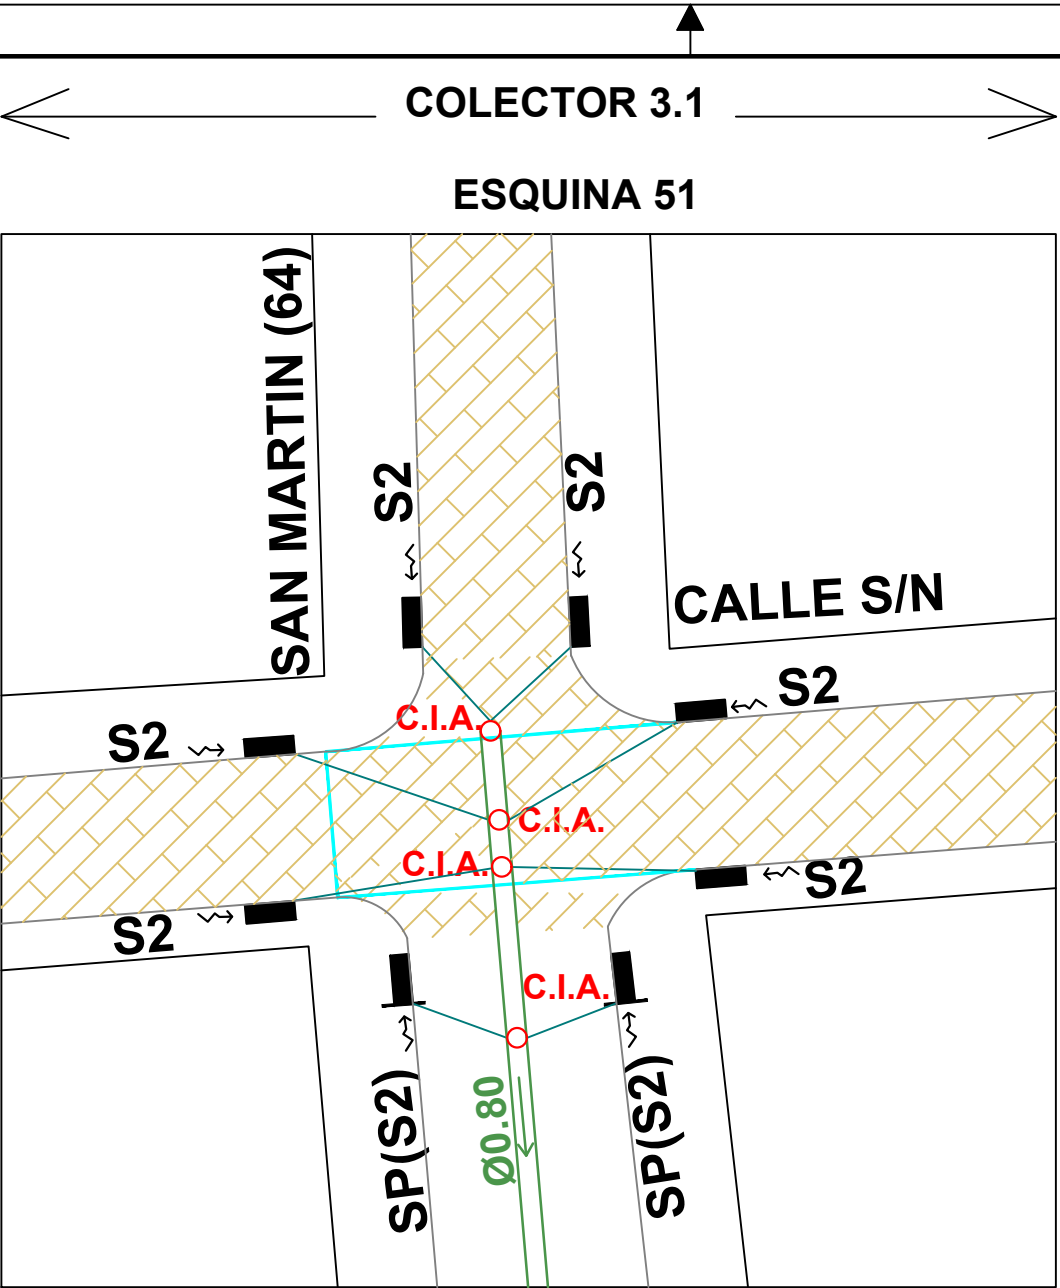 COLECTOR 3.1
ESQUINA 51
SAN MARTIN (64)
S2
S2
CALLE S/N
S2
C.I.A.
S2
C.I.A.
C.I.A.
S2
S2
C.I.A.
Ø0.80
SP(S2)
SP(S2)